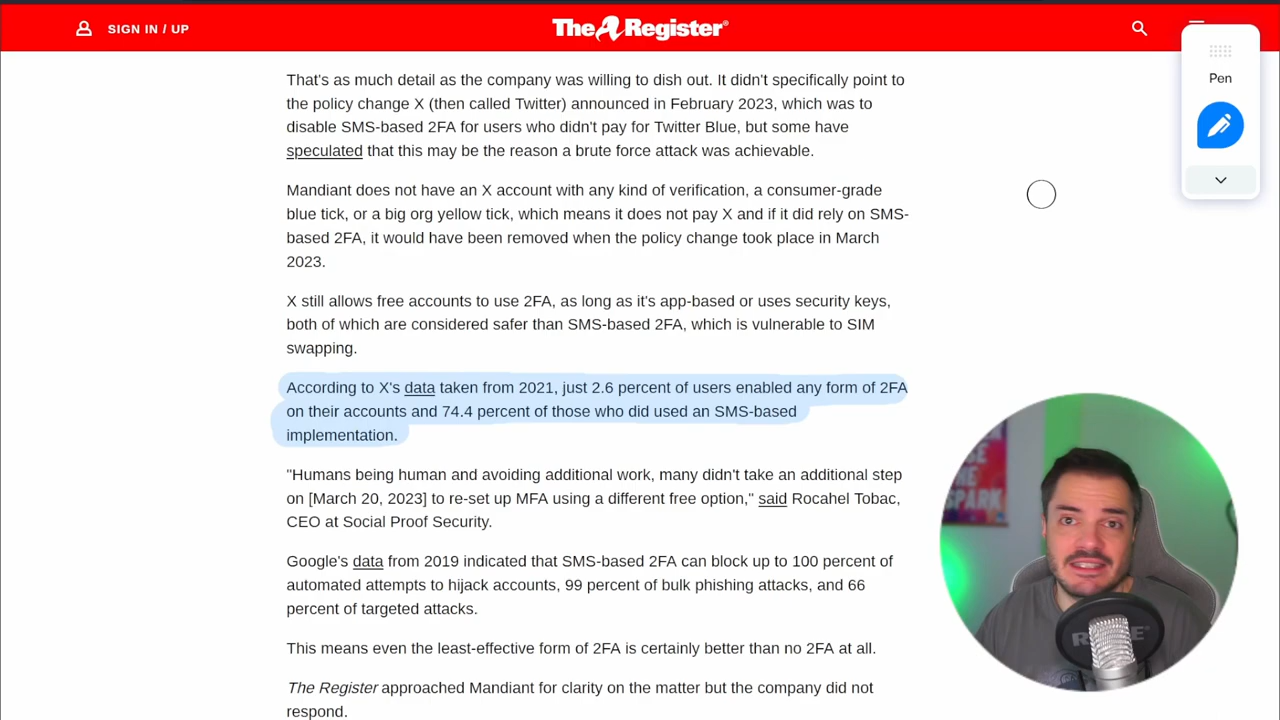 SIGN IN / UP
The Register®
Pen
That's as much detail as the company was willing to dish out. It didn't specifically point to
the policy change X (then called Twitter) announced in February 2023, which was to
disable SMS-based 2FA for users who didn't pay for Twitter Blue, but some have
speculated that this may be the reason a brute force attack was achievable.
Mandiant does not have an X account with any kind of verification, a consumer-grade
blue tick, or a big org yellow tick, which means it does not pay X and if it did rely on SMS-
based 2FA, it would have been removed when the policy change took place in March
2023.
X still allows free accounts to use 2FA, as long as it's app-based or uses security keys,
both of which are considered safer than SMS-based 2FA, which is vulnerable to SIM
swapping.
According to X's data taken from 2021, just 2.6 percent of users enabled any form of 2FA
on their accounts and 74.4 percent of those who did used an SMS-based
implementation.
"Humans being human and avoiding additional work, many didn't take an additional step
on [March 20, 2023] to re-set up MFA using a different free option," said Rocahel Tobac,
CEO at Social Proof Security.
Google's data from 2019 indicated that SMS-based 2FA can block up to 100 percent of
automated attempts to hijack accounts, 99 percent of bulk phishing attacks, and 66
percent of targeted attacks.
This means even the least-effective form of 2FA is certainly better than no 2FA at all.
The Register approached Mandiant for clarity on the matter but the company did not
respond.
THE
SPARK